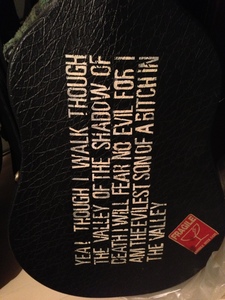 YEA! THOUGH I WALK THOUGH
THE VALLEY OF THE SHADOW OF
DEATH I WILL FEAR NO EVIL FOR I
AM THE EVILEST SON OF A BITCH IN
THE VALLEY
FRAGILE